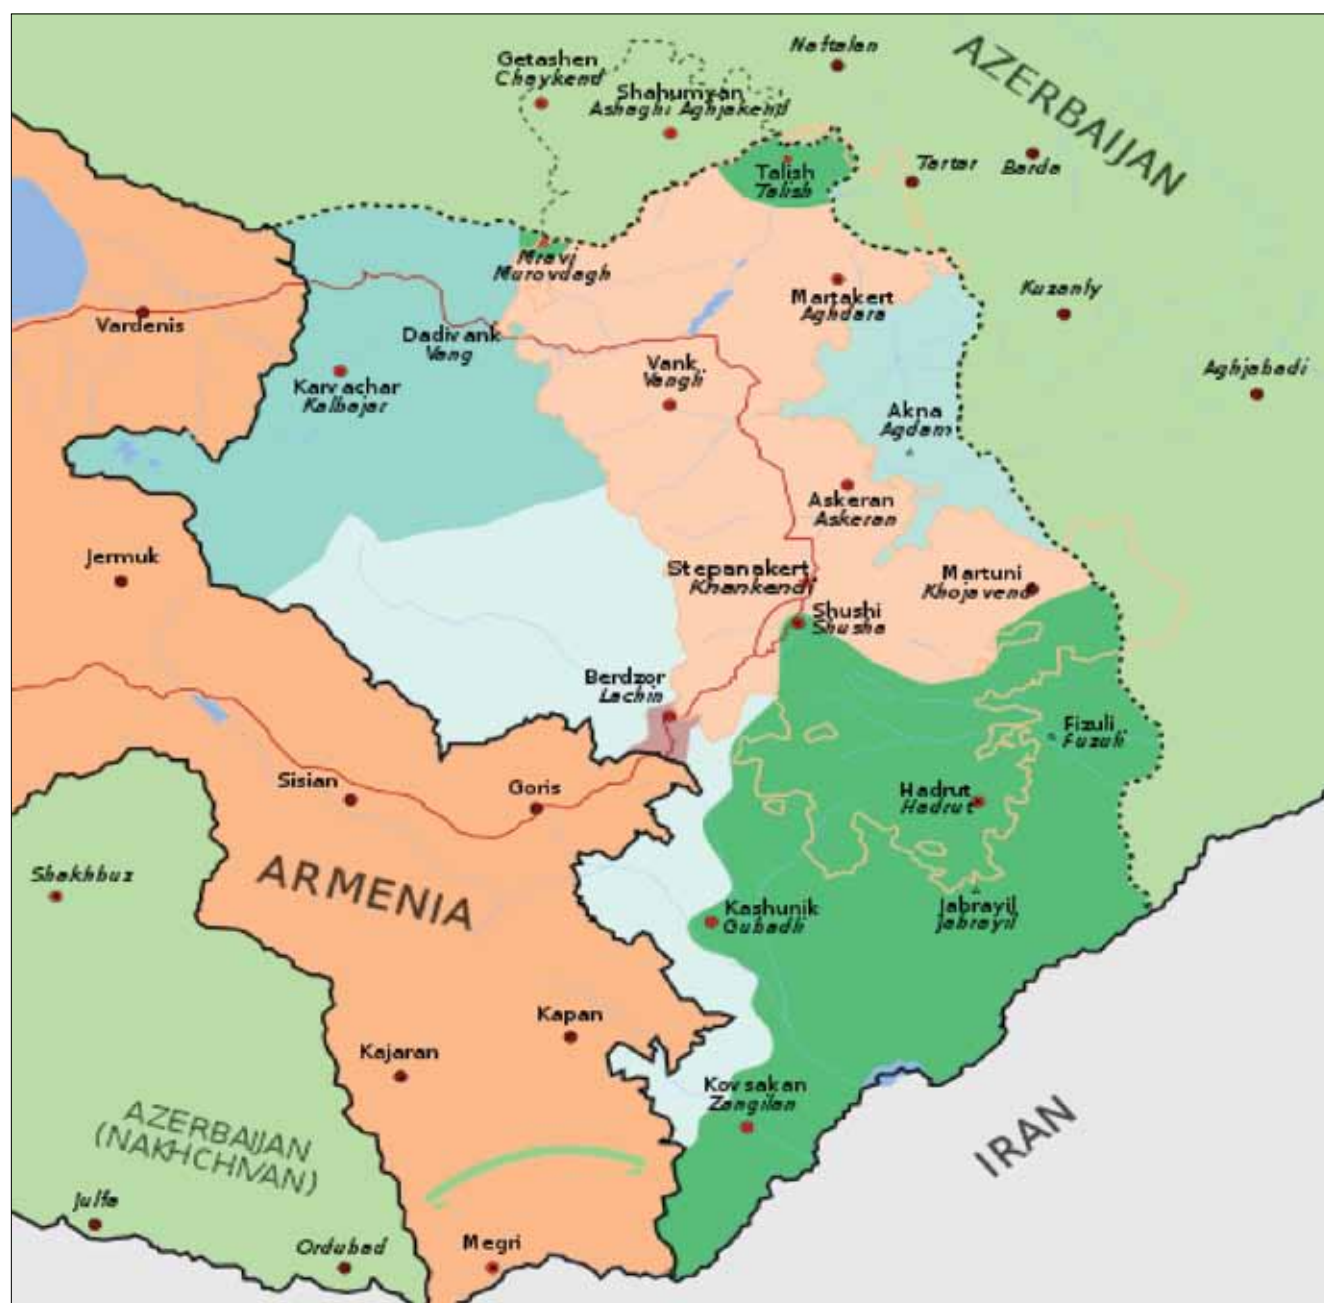 Naftalan
AZERBAIJAN
Getashen
Chaykend
Shahumyan
Ashaghi Aghjakend
Tartar
Barda
Talish
Talish
Mravi
Murovdagh
Martakert
Aghdara
Kuzanly
Vardenis
Dadivank
Vang
Vank
Vangli
Aghjabadi
Karvachar
Kalbajar
Akna
Agdam
Askeran
Askeran
Jermuk
Stepanakert
Khankendi
Martuni
Khojavend
Shushi
Shusha
Berdzor
Lachin
Fizuli
Fuzuli
Sisian
Goris
Hadrut
Hadrut
ARMENIA
Shakhbuz
Kashunik
Gubadli
Jabrayil
Jabrayil
Kapan
Kajaran
Kovsakan
Zangilan
AZERBAIJAN
(NAKHCHIVAN)
IRAN
Julfa
Ordubad
Megri